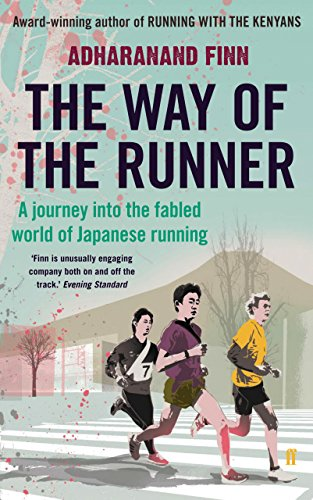 Award-winning author of RUNNING WITH THE KENYANS
ADHARANAND FINN
THE WAY OF
THE RUNNER
A journey into the fabled
world of Japanese running
‘Finn is unusually engaging
company both on and off the
track.’ Evening Standard
7
ff